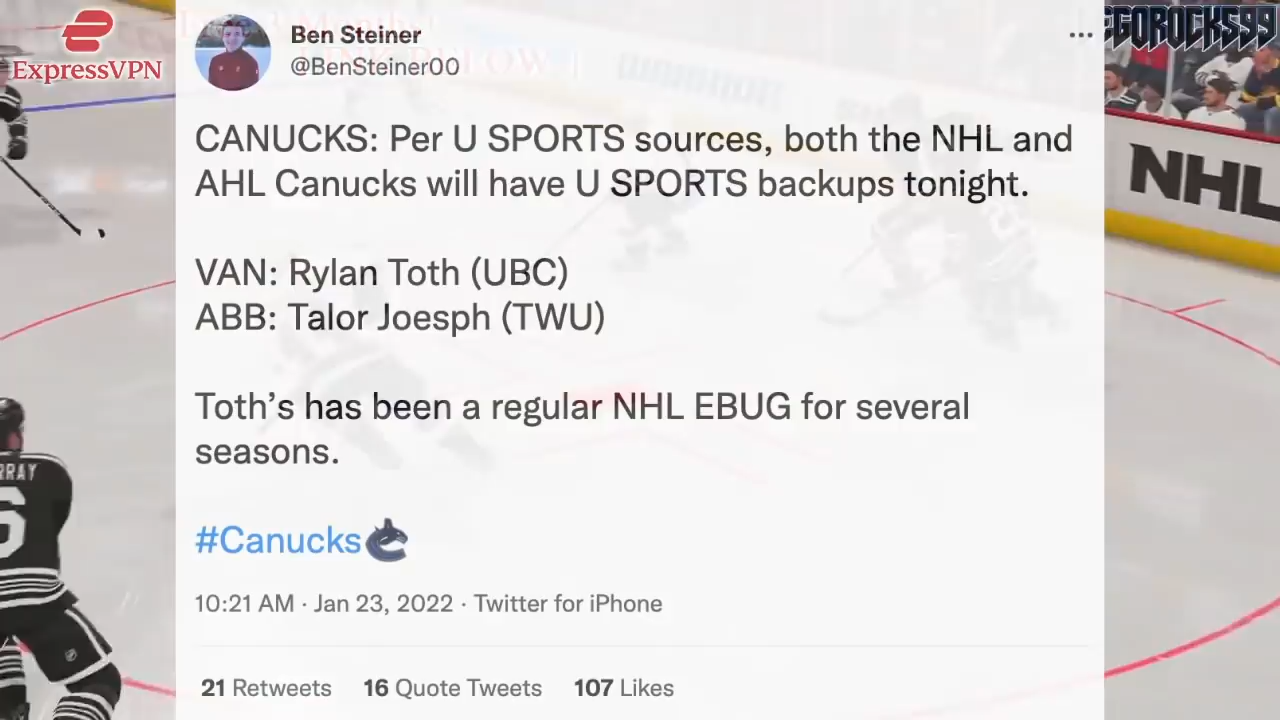 ExpressVPN
Ben Steiner
@BenSteiner00
CANUCKS: Per U SPORTS sources, both the NHL and
AHL Canucks will have U SPORTS backups tonight.
VAN: Rylan Toth (UBC)
ABB: Talor Joesph (TWU)
Toth’s has been a regular NHL EBUG for several
seasons.
#Canucks
10:21 AM · Jan 23, 2022 · Twitter for iPhone
21 Retweets 16 Quote Tweets 107 Likes
NHL
RRAY
6